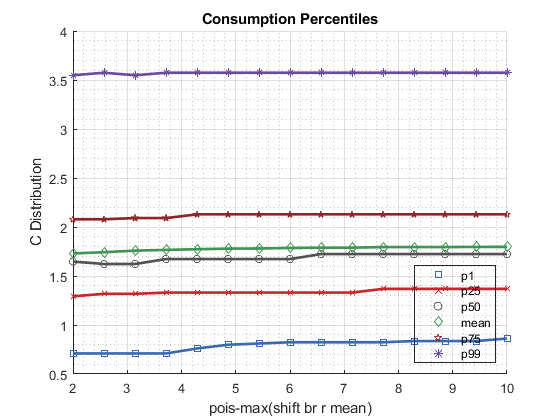 Consumption Percentiles
4
3.5
3
2.5
2
1.5
1
0.5
C Distribution
p1
p25
p50
mean
p75
p99
2 3 4 5 6 7 8 9 10
pois-max(shift br r mean)